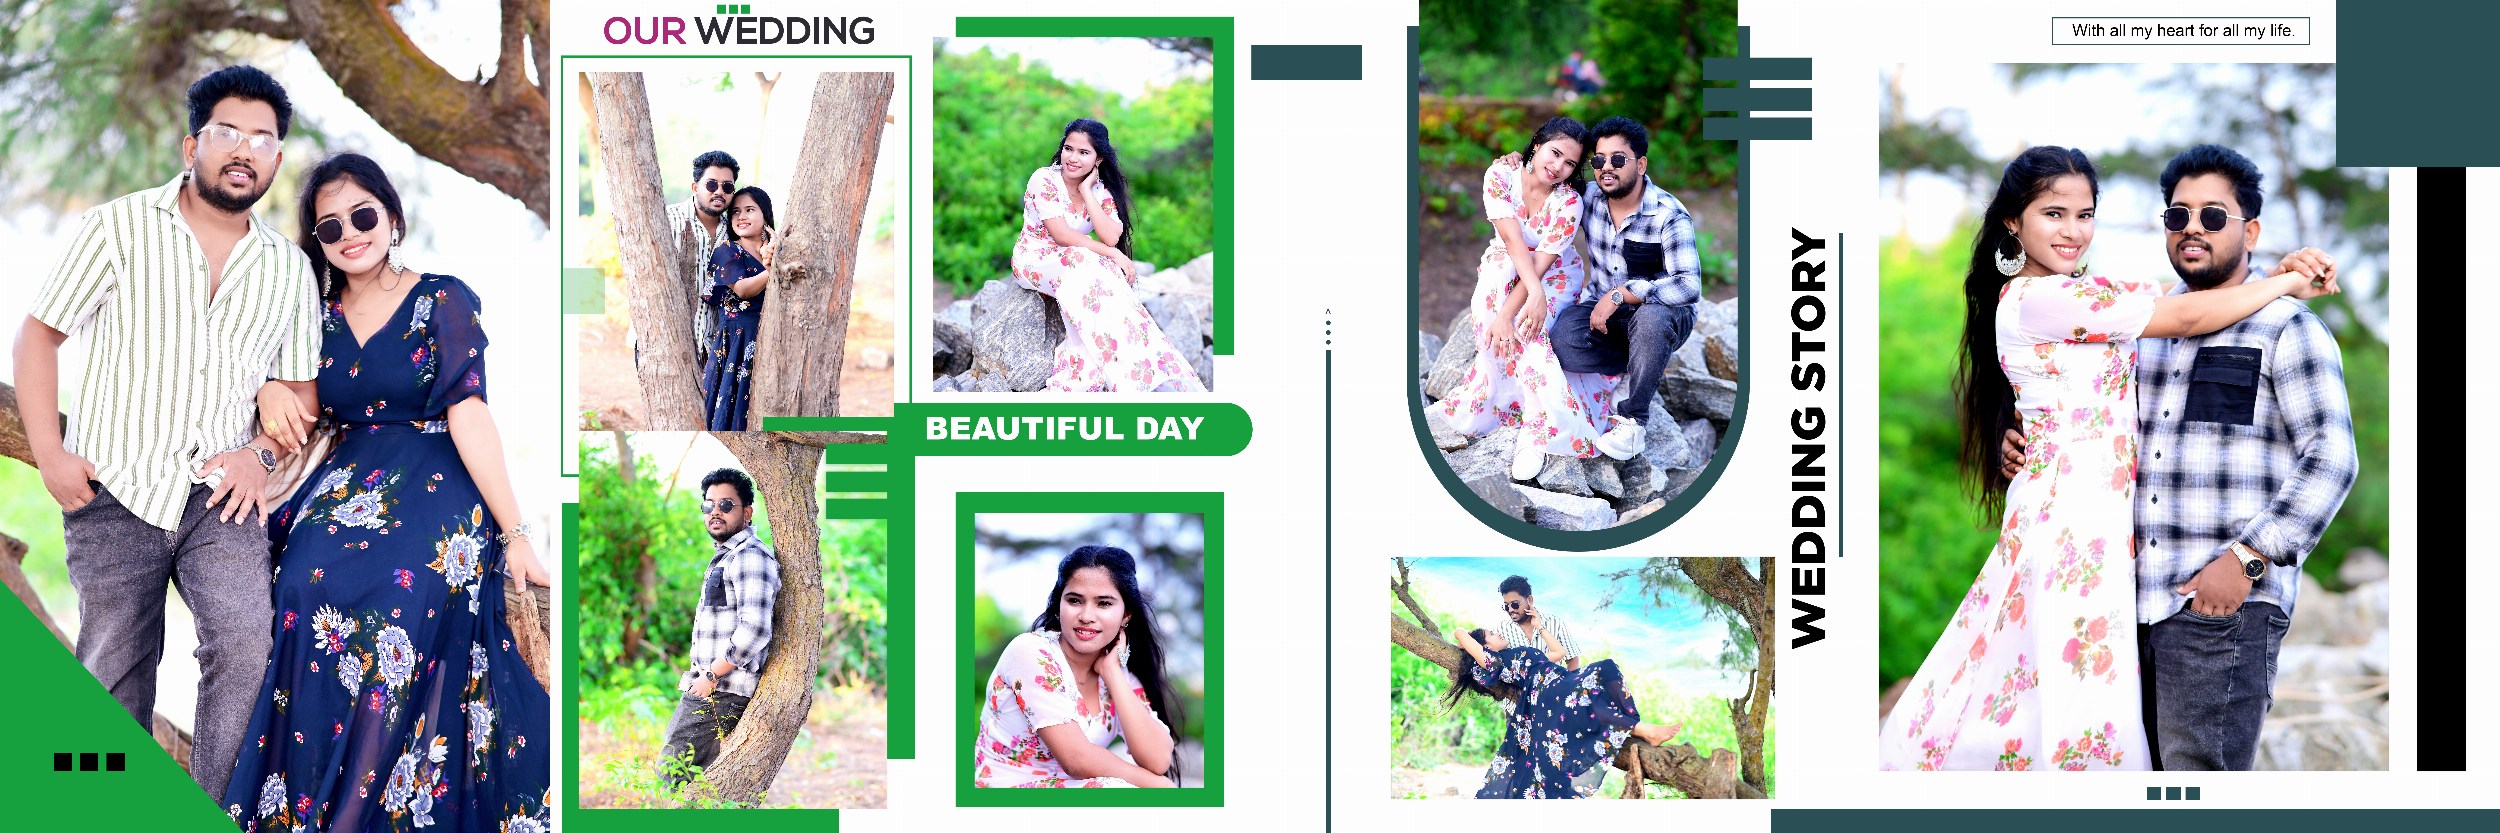 OUR WEDDING
BEAUTIFUL DAY
WEDDING STORY
With all my heart for all my life.